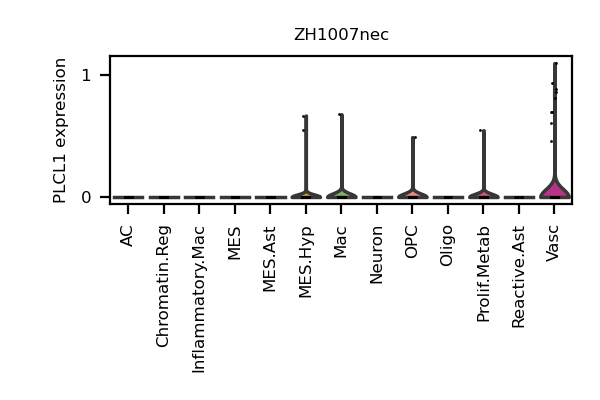 ZH1007nec
PLCL1 expression
1
0
AC
Chromatin.Reg
Inflammatory.Mac
MES
MES.Ast
MES.Hyp
Mac
Neuron
OPC
Oligo
Prolif.Metab
Reactive.Ast
Vasc